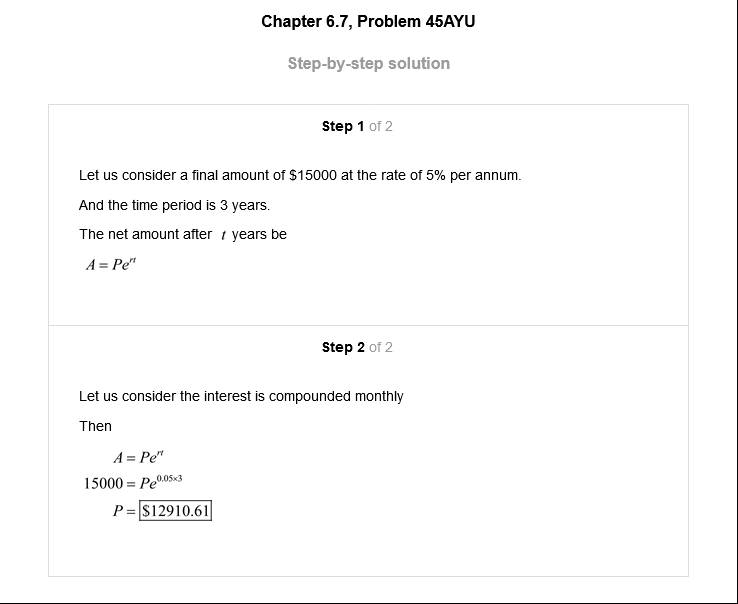 Chapter 6.7, Problem 45AYU
Step-by-step solution
Step 1 of 2
Let us consider a final amount of $15000 at the rate of 5% per annum.
And the time period is 3 years.
The net amount after t years be
A = Pe^{rt}
Step 2 of 2
Let us consider the interest is compounded monthly
Then
A = Pe^{rt}
15000 = Pe^{0.05×3}
P = $12910.61